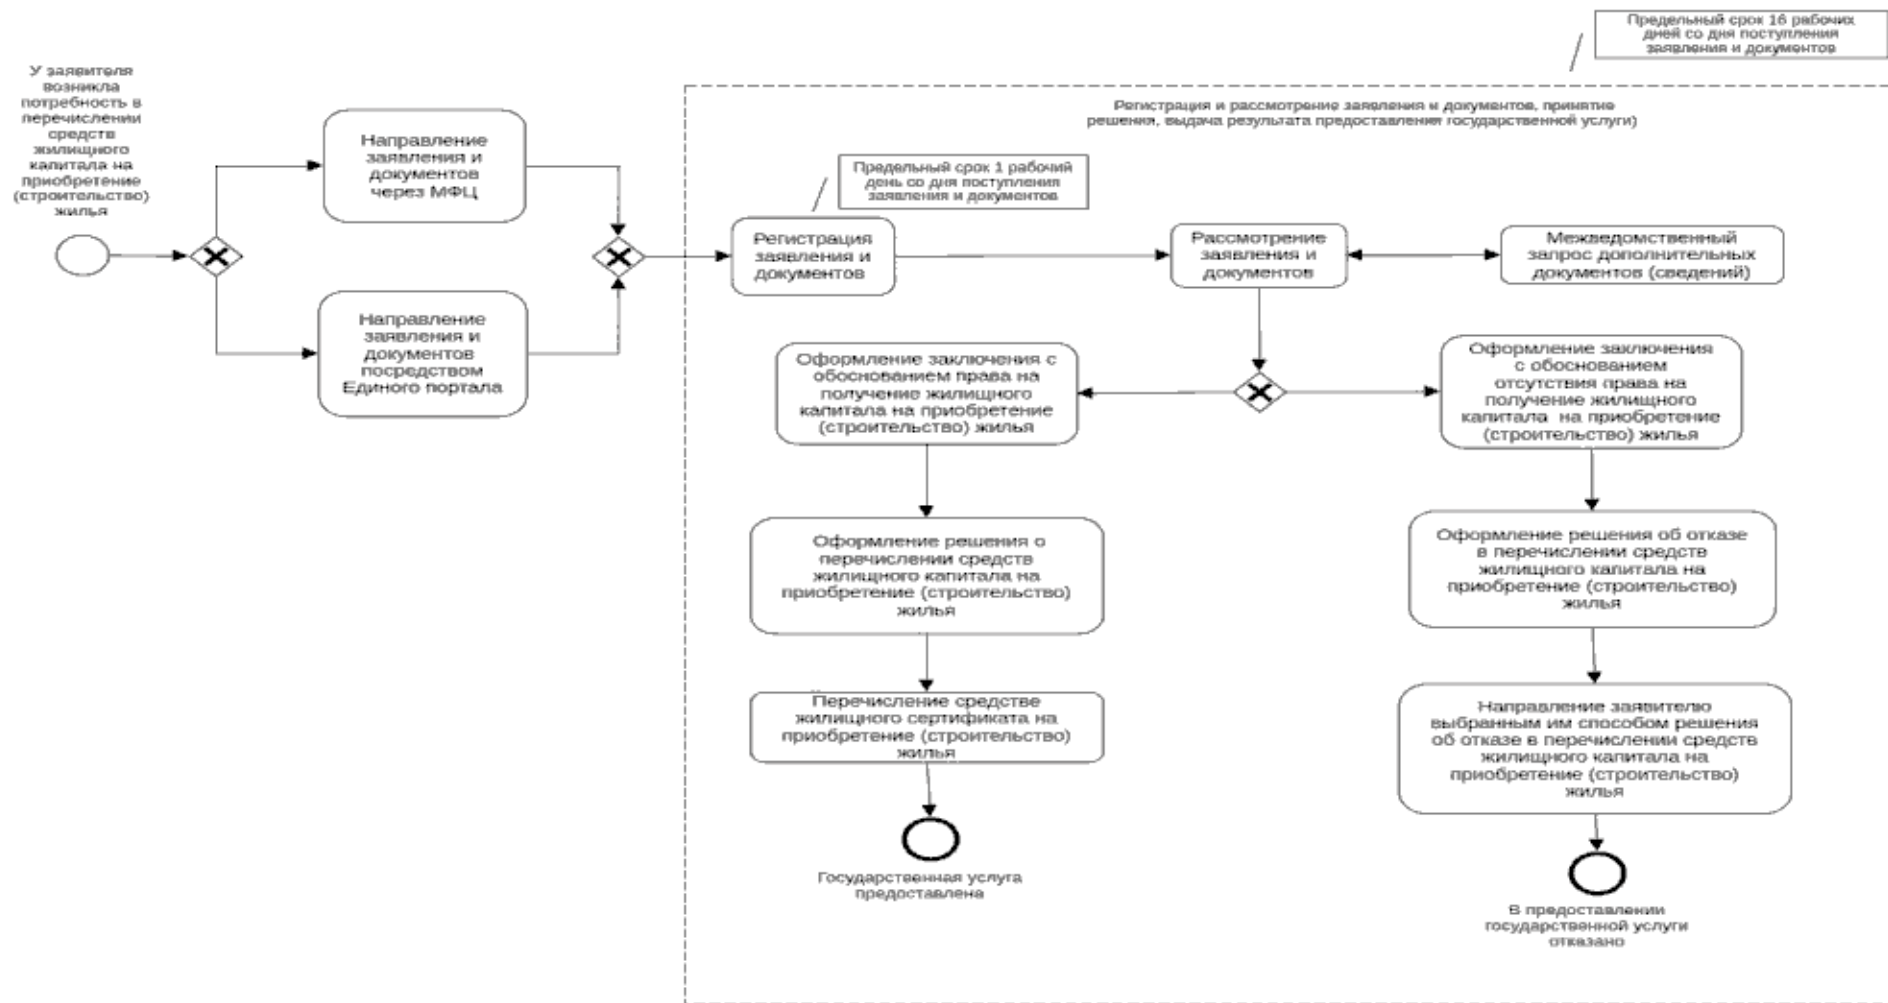 Предельный срок 16 рабочих
дней со дня поступления
заявления и документов
У заявителя
возникла
потребность в
перечислении
средств
жилищного
капитала на
приобретение
(строительство)
жилья
Регистрация и рассмотрение заявления и документов, принятие
решения, выдача результата предоставления государственной услуги)
Направление
заявления и
документов
через МФЦ
Предельный срок 1 рабочий
день со дня поступления
заявления и документов
Регистрация
заявления и
документов
Рассмотрение
заявления и
документов
Межведомственный
запрос дополнительных
документов (сведений)
Направление
заявления и
документов
посредством
Единого портала
Оформление заключения с
обоснованием права на
получение жилищного
капитала на приобретение
(строительство) жилья
Оформление заключения
с обоснованием
отсутствия права на
получение жилищного
капитала на приобретение
(строительство) жилья
Оформление решения о
перечислении средств
жилищного капитала на
приобретение (строительство)
жилья
Оформление решения об отказе
в перечислении средств
жилищного капитала на
приобретение (строительство)
жилья
Перечисление средстве
жилищного сертификата на
приобретение (строительство)
жилья
Направление заявителю
выбранным им способом решения
об отказе в перечислении средств
жилищного капитала на
приобретение (строительство)
жилья
Государственная услуга
предоставлена
В предоставлении
государственной услуги
отказано